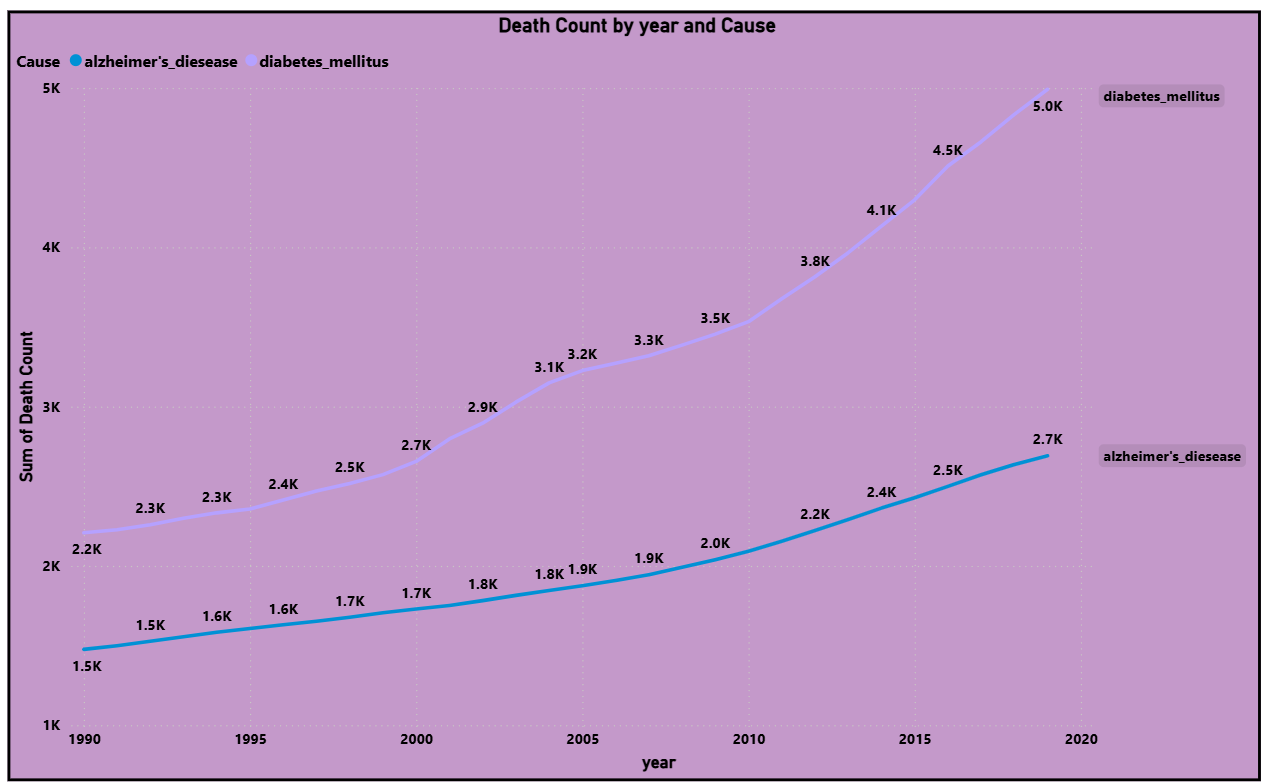 Death Count by year and Cause
Cause alzheimer's_diesease diabetes_mellitus
5K
diabetes_mellitus
5.0K
4.5K
4.1K
4K
3.8K
3.5K
3.3K
3.2K
3.1K
3K
2.9K
2.7K
2.7K
alzheimer's_diesease
2.5K
2.5K
2.4K
2.4K
2.3K
2.3K
2.2K
2.2K
2.0K
2K
1.9K
1.9K
1.8K
1.8K
1.7K
1.7K
1.6K
1.6K
1.5K
1.5K
1K
Sum of Death Count
1990 1995 2000 2005 2010 2015 2020
year